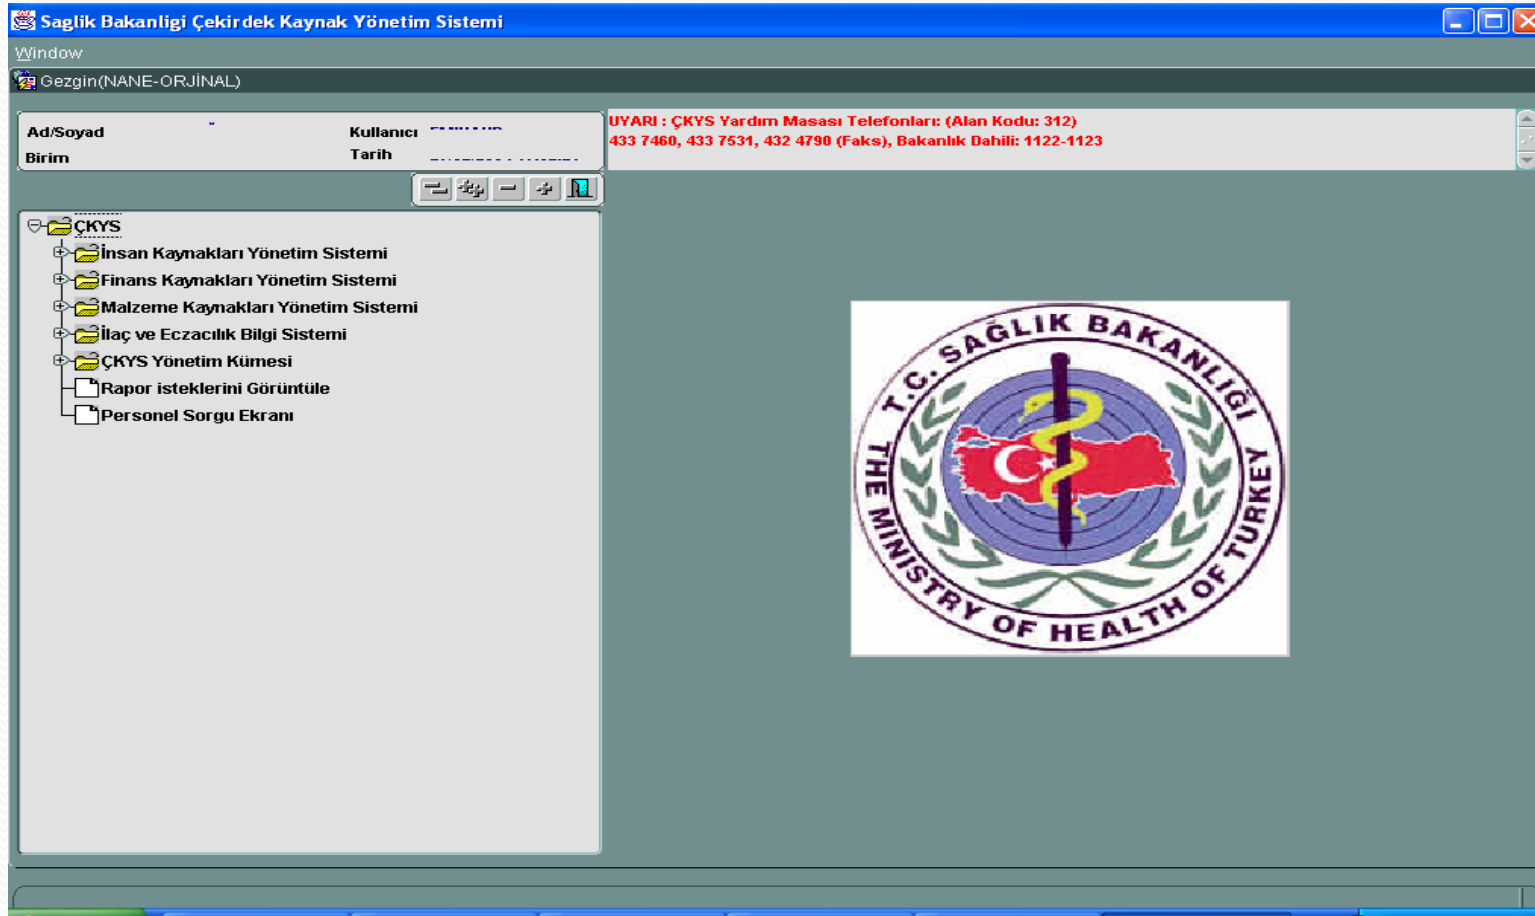 Saglik Bakanligi Çekirdek Kaynak Yönetim Sistemi
Window
Gezgin(NANE-ORJİNAL)
Ad/Soyad
Kullanıcı
Birim
Tarih
UYARI : ÇKYS Yardım Masası Telefonları: (Alan Kodu: 312)
433 7460, 433 7531, 432 4790 (Faks), Bakanlık Dahili: 1122-1123
ÇKYS
İnsan Kaynakları Yönetim Sistemi
Finans Kaynakları Yönetim Sistemi
Malzeme Kaynakları Yönetim Sistemi
İlaç ve Eczacılık Bilgi Sistemi
ÇKYS Yönetim Kümesi
Rapor isteklerini Görüntüle
Personel Sorgu Ekranı
T.C. SAĞLIK BAKANLIĞI
THE MINISTRY OF HEALTH OF TURKEY